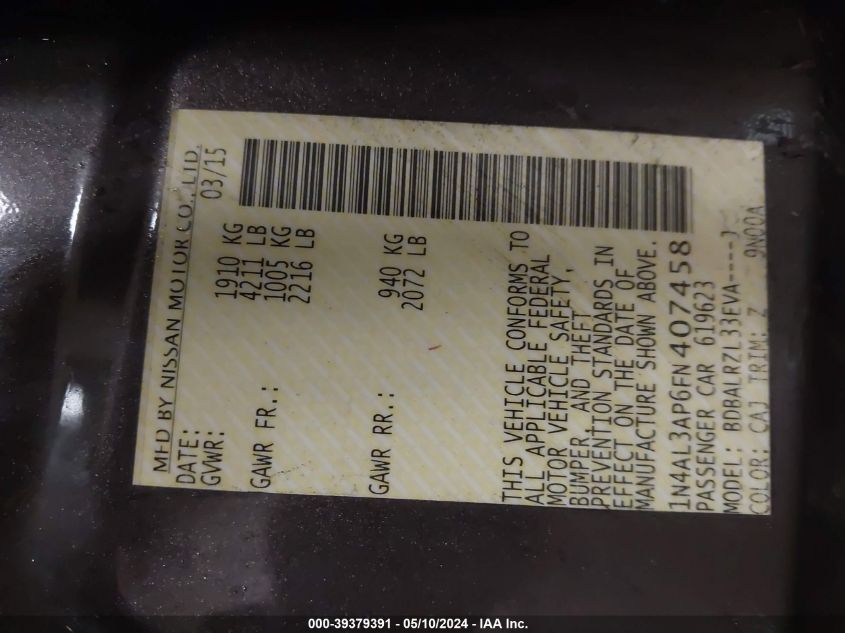 MFD BY NISSAN MOTOR CO., LTD.
DATE: 03/15
GVWR: 1910 KG
4211 LB
GAWR FR.: 1005 KG
2216 LB
GAWR RR.: 940 KG
2072 LB
THIS VEHICLE CONFORMS TO
ALL APPLICABLE FEDERAL
MOTOR VEHICLE SAFETY,
BUMPER, AND THEFT
PREVENTION STANDARDS IN
EFFECT ON THE DATE OF
MANUFACTURE SHOWN ABOVE.
1N4AL3AP6FN407458
PASSENGER CAR 619623
MODEL: BDBALRZL33EVA----J
COLOR: CAJ TRIM: Z 9N00A
000-39379391 - 05/10/2024 - IAA Inc.